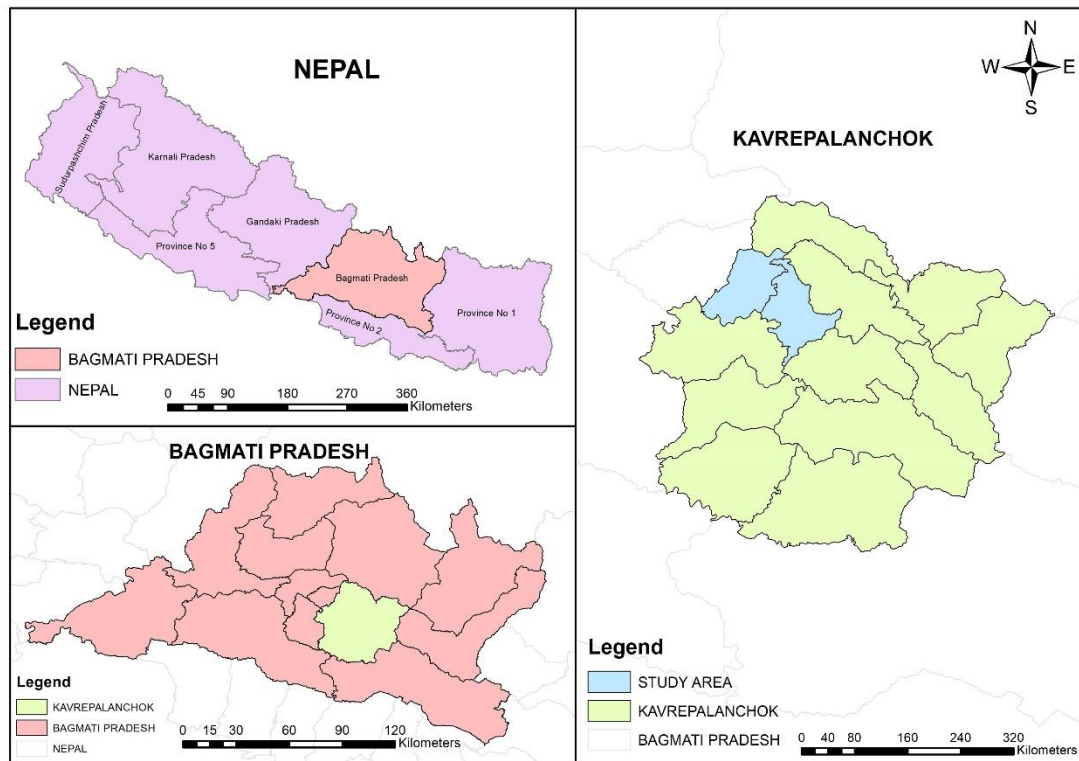 NEPAL
Sudurpashchim Pradesh
Karnali Pradesh
Gandaki Pradesh
Province No 5
Bagmati Pradesh
Province No 2
Province No 1
Legend
BAGMATI PRADESH
NEPAL
0 45 90 180 270 360
Kilometers
BAGMATI PRADESH
Legend
KAVREPALANCHOK
BAGMATI PRADESH
NEPAL
0 15 30 60 90 120
Kilometers
N
W E
S
KAVREPALANCHOK
Legend
STUDY AREA
KAVREPALANCHOK
BAGMATI PRADESH
0 40 80 160 240 320
Kilometers